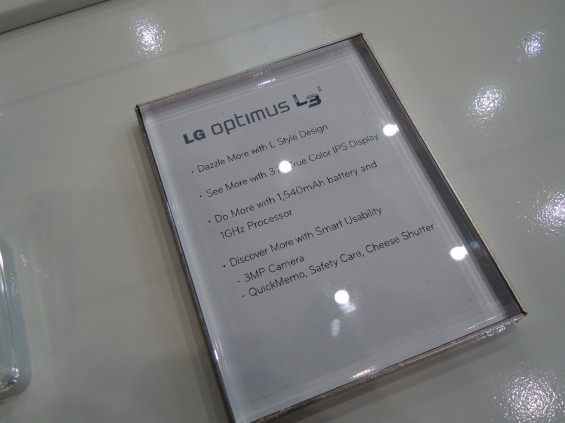 LG Optimus L3 II
• Dazzle More with L Style Design
• See More with True Color IPS Display
• Do More with 1,540mAh battery and
1GHz Processor
• Discover More with Smart Usability
- 3MP Camera
- QuickMemo, Safety Care, Cheese Shutter